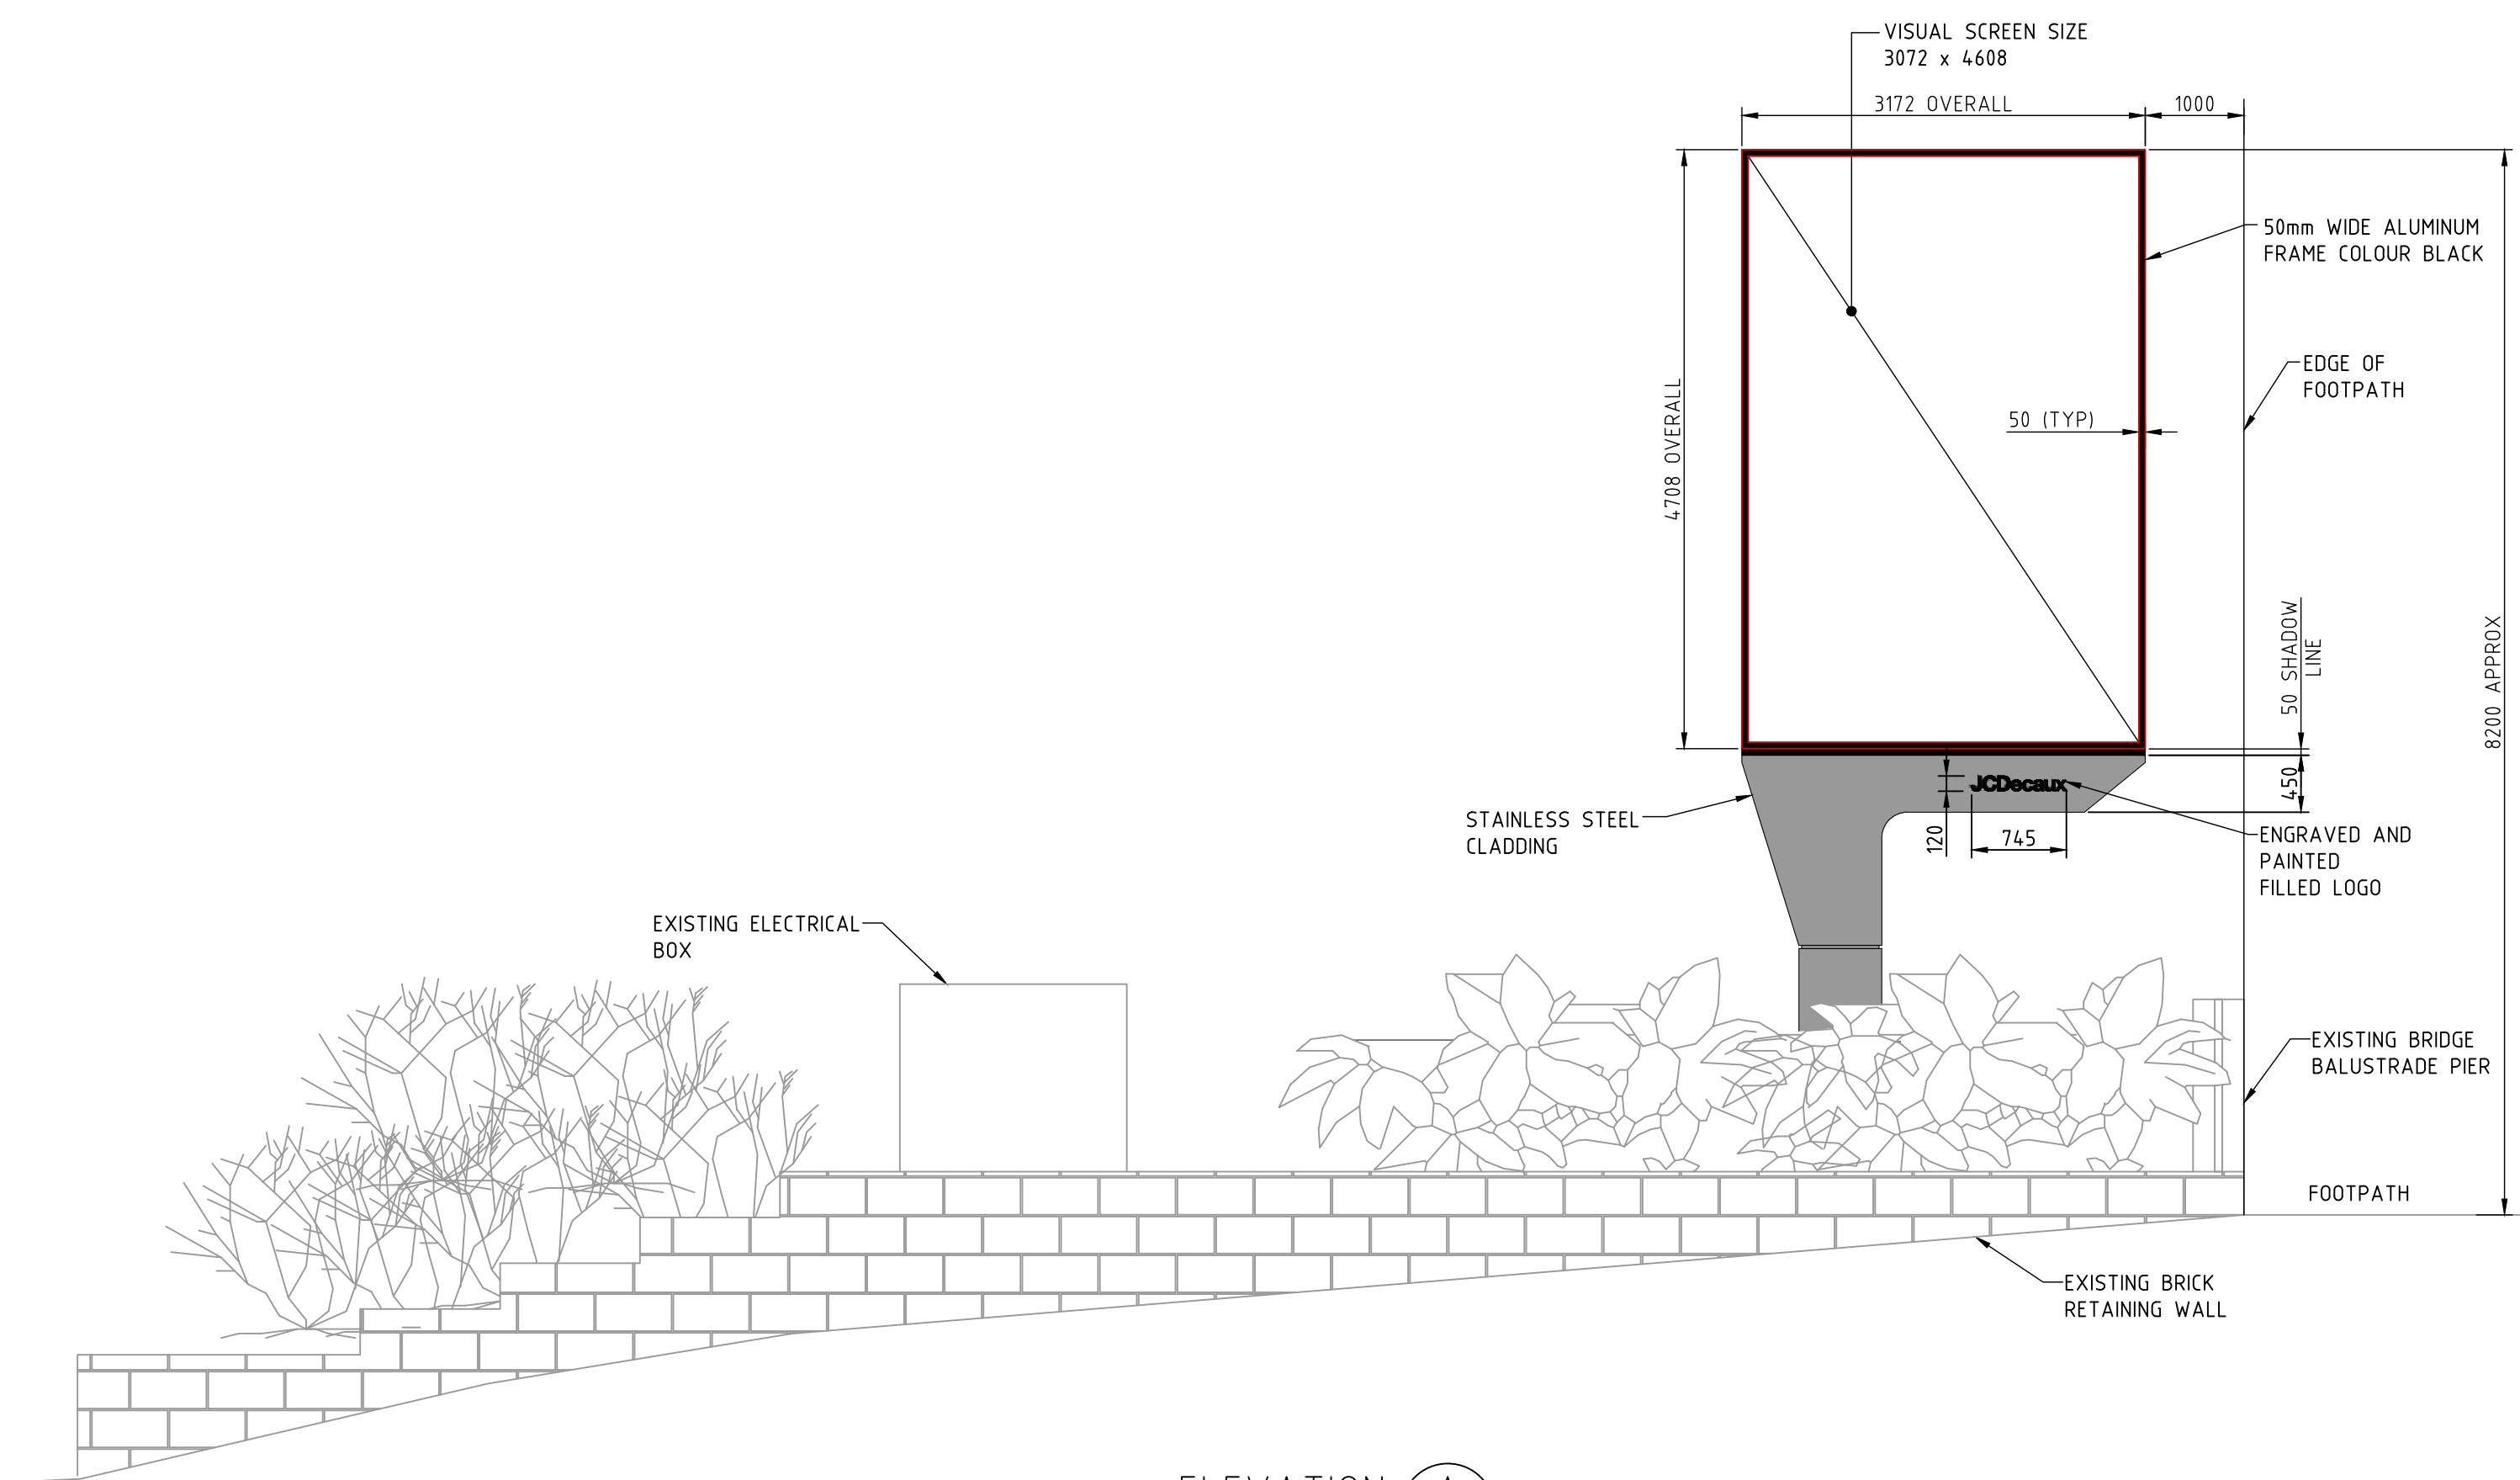 VISUAL SCREEN SIZE
3072 x 4608
3172 OVERALL
1000
50mm WIDE ALUMINUM
FRAME COLOUR BLACK
EDGE OF
FOOTPATH
50 (TYP)
4708 OVERALL
50 SHADOW
LINE
8200 APPROX
450
JCDecaux
120
745
STAINLESS STEEL
CLADDING
ENGRAVED AND
PAINTED
FILLED LOGO
EXISTING ELECTRICAL
BOX
EXISTING BRIDGE
BALUSTRADE PIER
FOOTPATH
EXISTING BRICK
RETAINING WALL
ELEVATION A